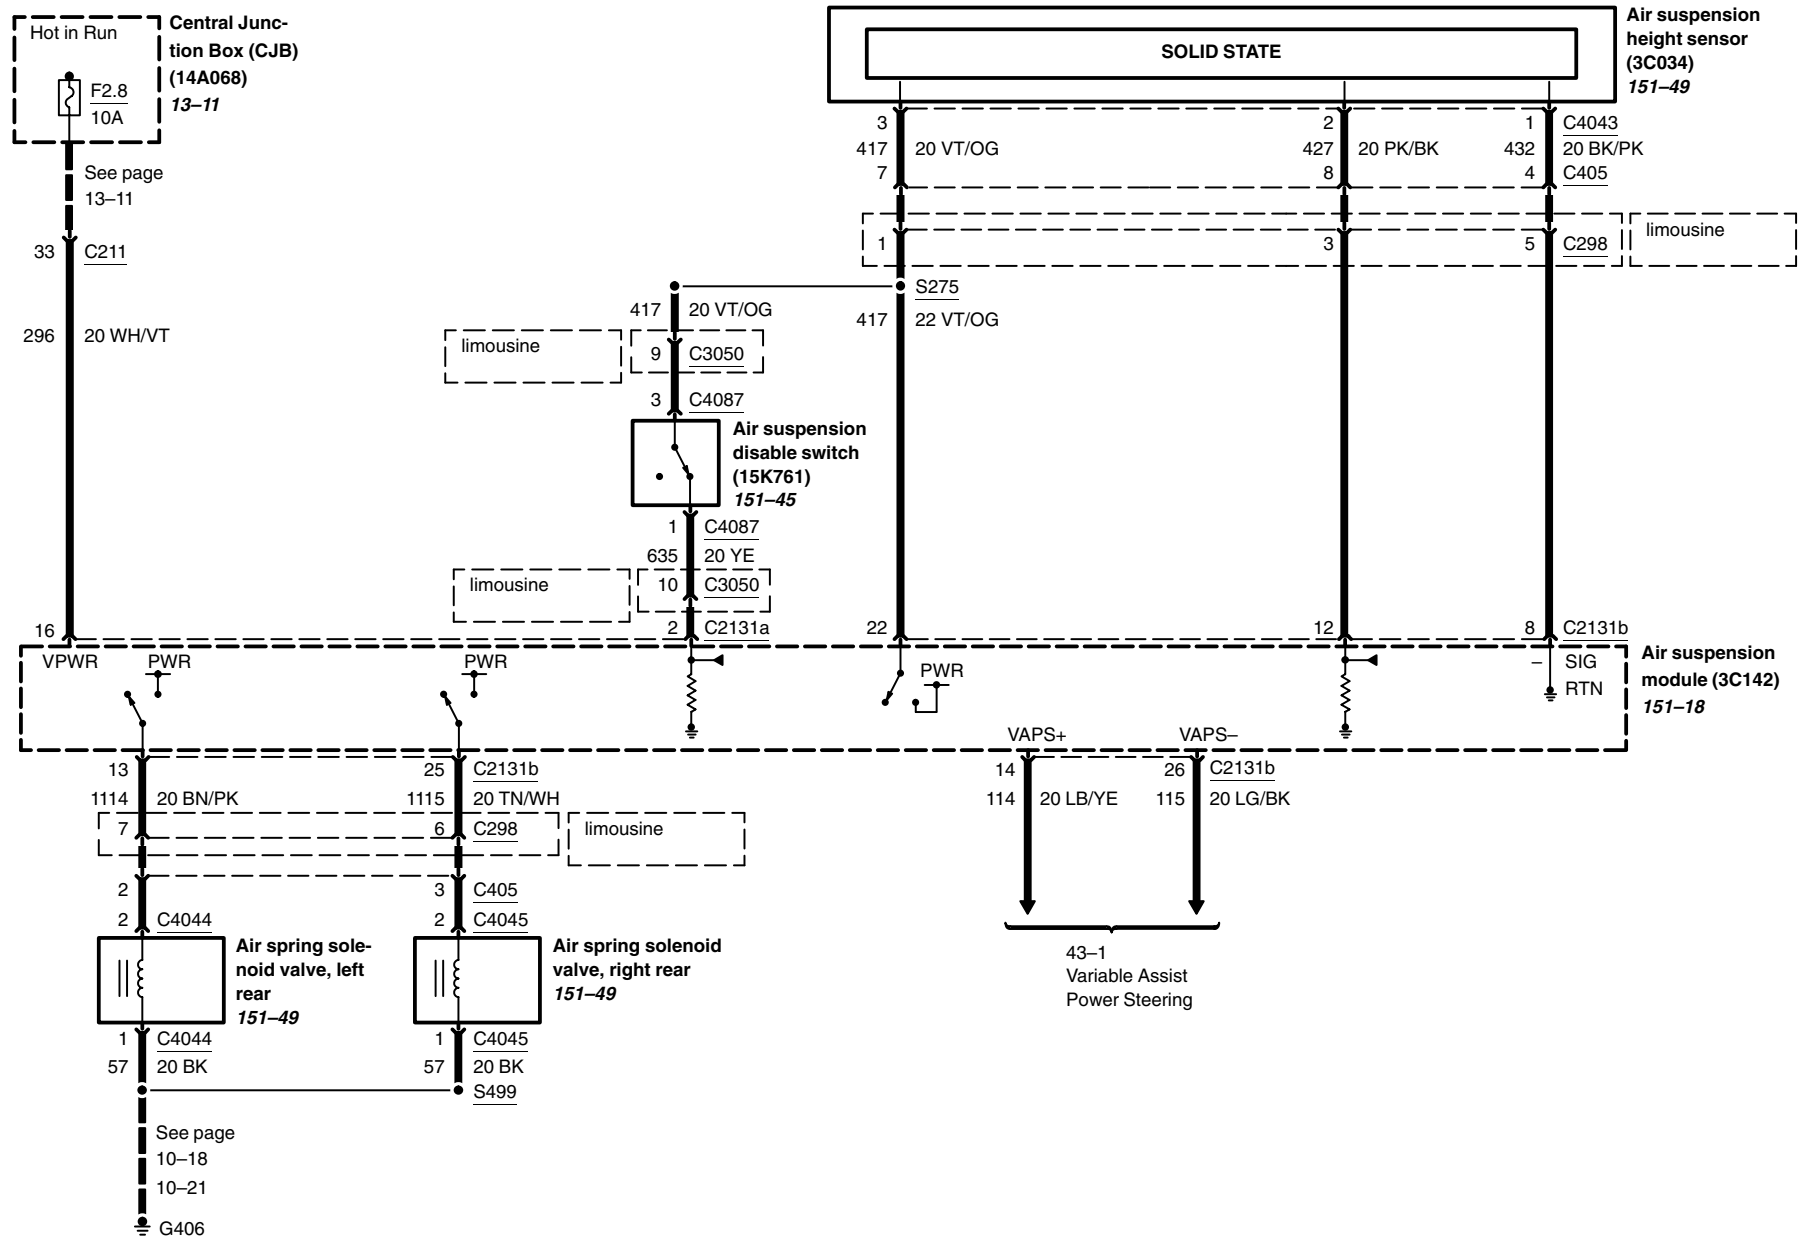 Hot in Run
F2.8
10A
Central Junc-
tion Box (CJB)
(14A068)
13–11
See page
13–11
33 C211
296 20 WH/VT
SOLID STATE
Air suspension
height sensor
(3C034)
151–49
3 2 1 C4043
417 20 VT/OG 427 20 PK/BK 432 20 BK/PK
7 8 4 C405
1 3 5 C298 limousine
S275
417 20 VT/OG 417 22 VT/OG
limousine 9 C3050
3 C4087
Air suspension
disable switch
(15K761)
151–45
1 C4087
635 20 YE
limousine 10 C3050
16 2 C2131a 22 12 8 C2131b
VPWR PWR PWR PWR – SIG
RTN
VAPS+ VAPS–
Air suspension
module (3C142)
151–18
13 25 C2131b 14 26 C2131b
1114 20 BN/PK 1115 20 TN/WH 114 20 LB/YE 115 20 LG/BK
7 6 C298 limousine
2 3 C405
2 C4044 2 C4045
Air spring sole-
noid valve, left
rear
151–49
Air spring solenoid
valve, right rear
151–49
43–1
Variable Assist
Power Steering
1 C4044 1 C4045
57 20 BK 57 20 BK
S499
See page
10–18
10–21
G406